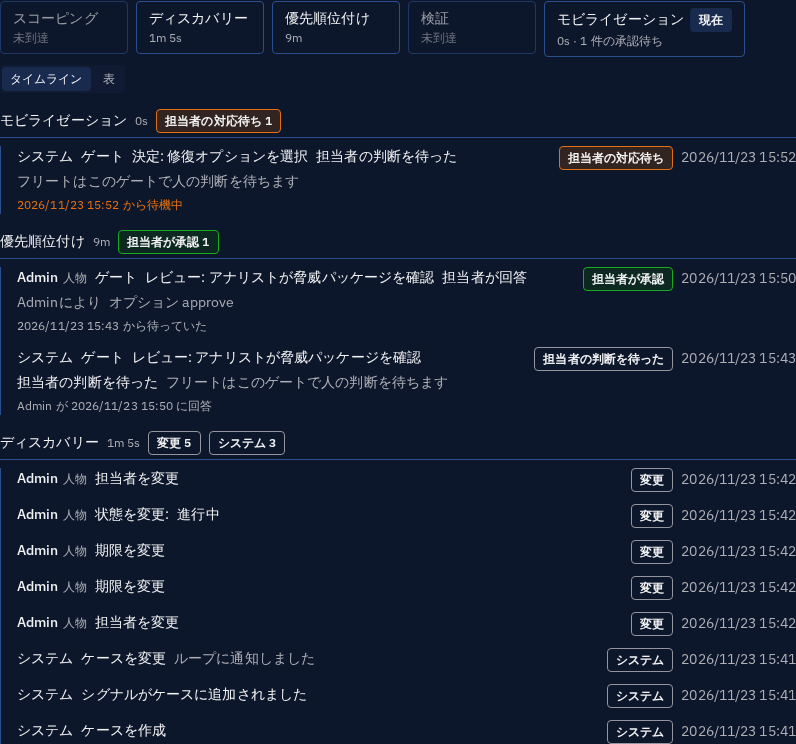 スコーピング
未到達
ディスカバリー
1m 5s
優先順位付け
9m
検証
未到達
モビライゼーション 現在
0s · 1 件の承認待ち
タイムライン 表
モビライゼーション 0s 担当者の対応待ち 1
システム ゲート 決定: 修復オプションを選択 担当者の判断を待った 担当者の対応待ち 2026/11/23 15:52
フリートはこのゲートで人の判断を待ちます
2026/11/23 15:52 から待機中
優先順位付け 9m 担当者が承認 1
Admin 人物 ゲート レビュー: アナリストが脅威パッケージを確認 担当者が回答 担当者が承認 2026/11/23 15:50
Adminにより オプション approve
2026/11/23 15:43 から待っていた
システム ゲート レビュー: アナリストが脅威パッケージを確認 担当者の判断を待った 2026/11/23 15:43
担当者の判断を待った フリートはこのゲートで人の判断を待ちます
Admin が 2026/11/23 15:50 に回答
ディスカバリー 1m 5s 変更 5 システム 3
Admin 人物 担当者を変更 変更 2026/11/23 15:42
Admin 人物 状態を変更: 進行中 変更 2026/11/23 15:42
Admin 人物 期限を変更 変更 2026/11/23 15:42
Admin 人物 期限を変更 変更 2026/11/23 15:42
Admin 人物 担当者を変更 変更 2026/11/23 15:42
システム ケースを変更 ループに通知しました システム 2026/11/23 15:41
システム シグナルがケースに追加されました システム 2026/11/23 15:41
システム ケースを作成 システム 2026/11/23 15:41